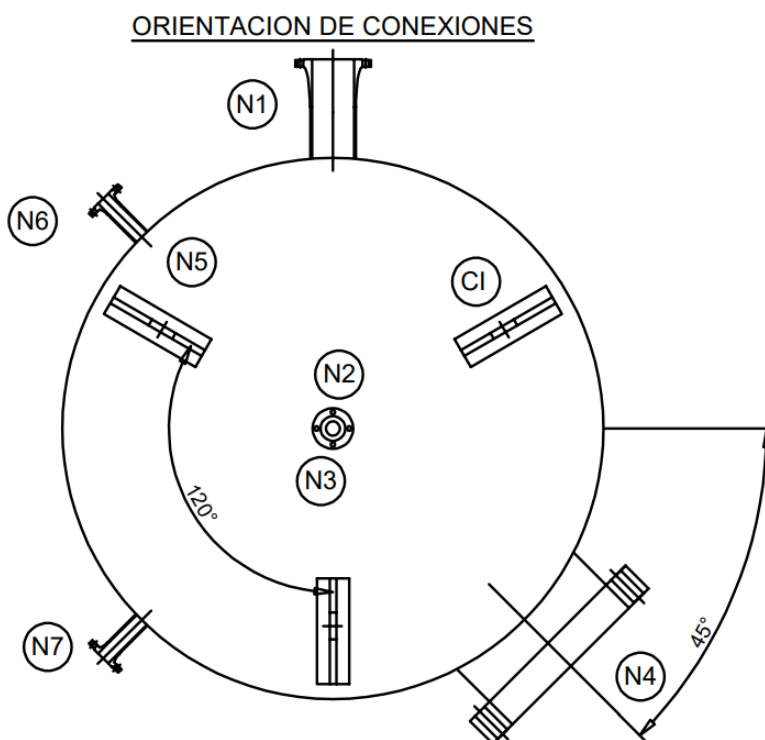 ORIENTACION DE CONEXIONES
N1
N6
N5
CI
N2
N3
120°
N7
N4
45°